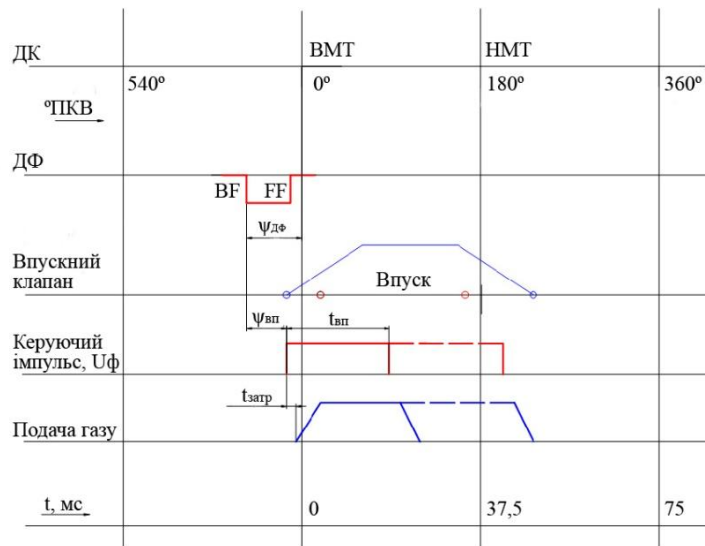 ДК
ВМТ
НМТ
540º
0º
180º
360º
ºПКВ
ДФ
BF
FF
ψДФ
Впускний
клапан
Впуск
ψВП
tВП
Керуючий
імпульс, Uф
tзатр
Подача газу
t, мс
0
37,5
75